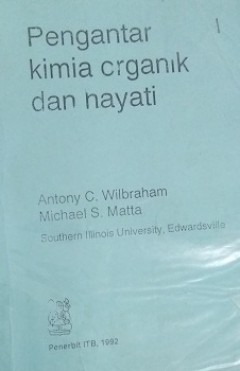 Pengantar
kimia organik
dan hayati
Antony C. Wilbraham
Michael S. Matta
Southern Illinois University, Edwardsville
Penerbit ITB, 1992